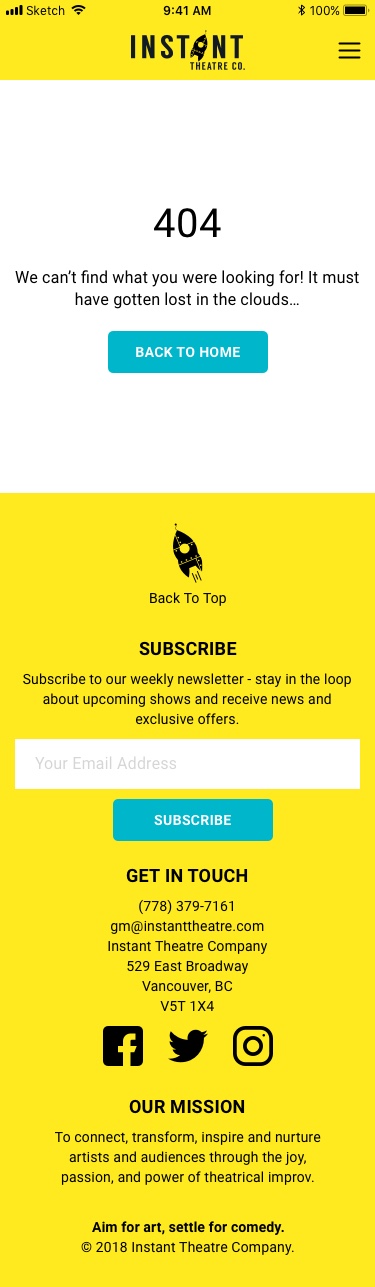 Sketch 9:41 AM 100%
INSTANT
THEATRE CO.
404
We can't find what you were looking for! It must
have gotten lost in the clouds…
BACK TO HOME
Back To Top
SUBSCRIBE
Subscribe to our weekly newsletter - stay in the loop
about upcoming shows and receive news and
exclusive offers.
Your Email Address
SUBSCRIBE
GET IN TOUCH
(778) 379-7161
gm@instanttheatre.com
Instant Theatre Company
529 East Broadway
Vancouver, BC
V5T 1X4
OUR MISSION
To connect, transform, inspire and nurture
artists and audiences through the joy,
passion, and power of theatrical improv.
Aim for art, settle for comedy.
© 2018 Instant Theatre Company.